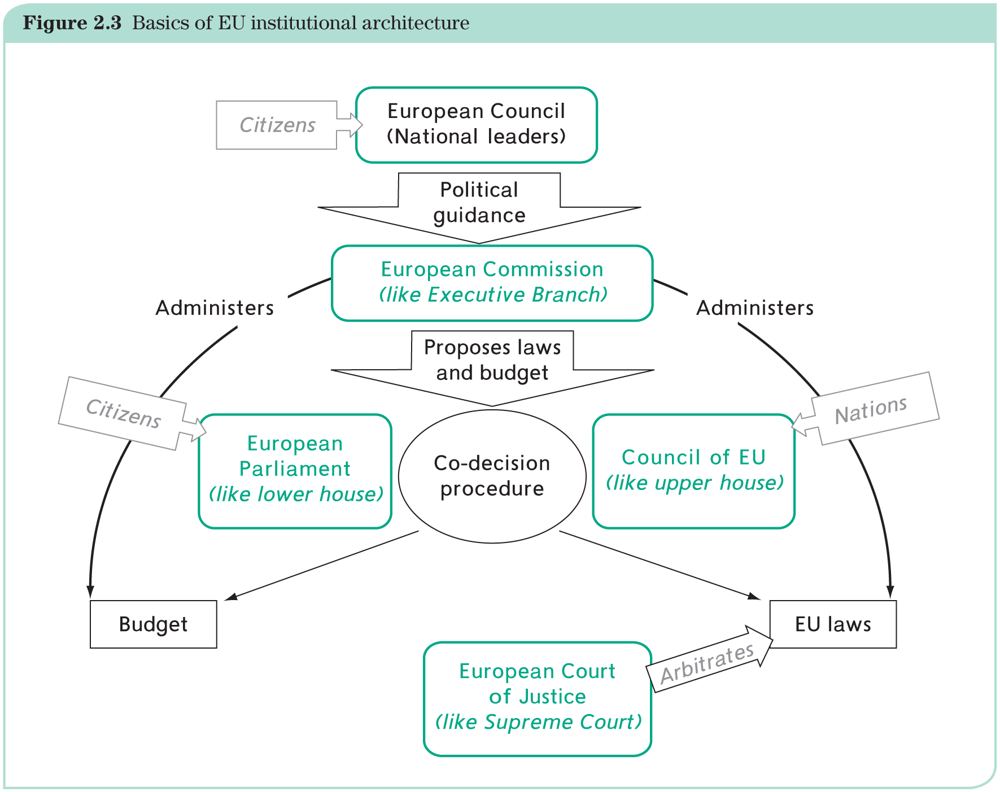 Figure 2.3 Basics of EU institutional architecture
Citizens
European Council
(National leaders)
Political
guidance
European Commission
(like Executive Branch)
Administers
Administers
Proposes laws
and budget
Citizens
Nations
European
Parliament
(like lower house)
Co-decision
procedure
Council of EU
(like upper house)
Budget
EU laws
Arbitrates
European Court
of Justice
(like Supreme Court)